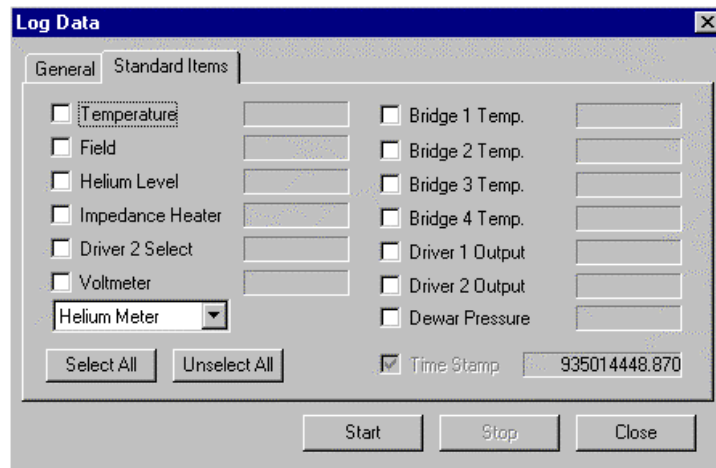 Log Data
General
Standard Items
Temperature
Field
Helium Level
Impedance Heater
Driver 2 Select
Voltmeter
Helium Meter
Select All
Unselect All
Bridge 1 Temp.
Bridge 2 Temp.
Bridge 3 Temp.
Bridge 4 Temp.
Driver 1 Output
Driver 2 Output
Dewar Pressure
Time Stamp 935014448.870
Start
Stop
Close